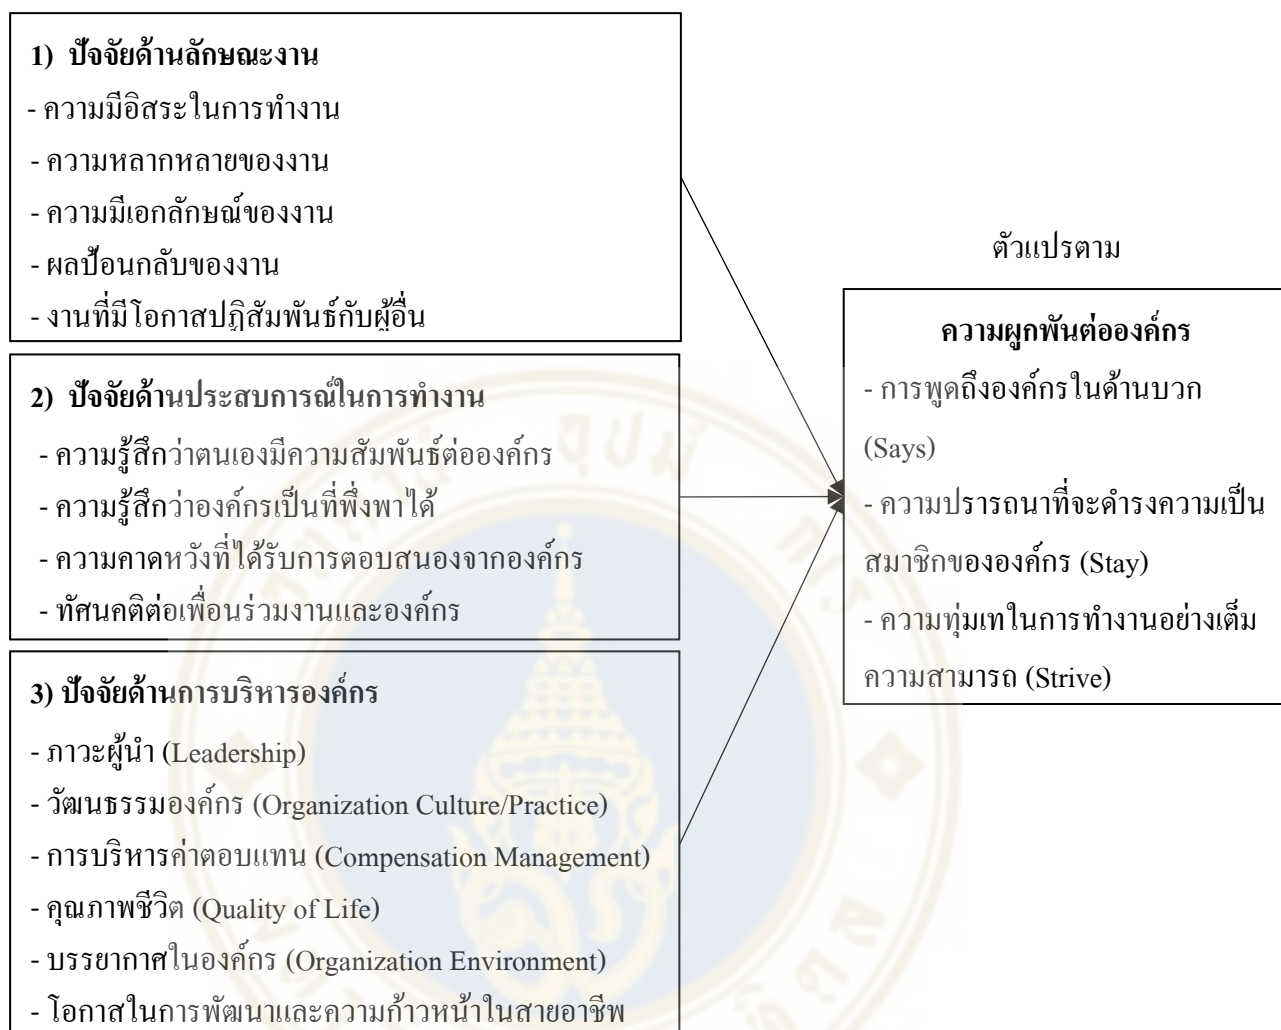 1) ปัจจัยด้านลักษณะงาน
- ความมีอิสระในการทำงาน
- ความหลากหลายของงาน
- ความมีเอกลักษณ์ของงาน
- ผลป้อนกลับของงาน
- งานที่มีโอกาสปฏิสัมพันธ์กับผู้อื่น
2) ปัจจัยด้านประสบการณ์ในการทำงาน
- ความรู้สึกว่าตนเองมีความสัมพันธ์ต่อองค์กร
- ความรู้สึกว่าองค์กรเป็นที่พึ่งพาได้
- ความคาดหวังที่ได้รับการตอบสนองจากองค์กร
- ทัศนคติต่อเพื่อนร่วมงานและองค์กร
3) ปัจจัยด้านการบริหารองค์กร
- ภาวะผู้นำ (Leadership)
- วัฒนธรรมองค์กร (Organization Culture/Practice)
- การบริหารค่าตอบแทน (Compensation Management)
- คุณภาพชีวิต (Quality of Life)
- บรรยากาศในองค์กร (Organization Environment)
- โอกาสในการพัฒนาและความก้าวหน้าในสายอาชีพ
ตัวแปรตาม
ความผูกพันต่อองค์กร
- การพูดถึงองค์กรในด้านบวก
(Says)
- ความปรารถนาที่จะดำรงความเป็น
สมาชิกขององค์กร (Stay)
- ความทุ่มเทในการทำงานอย่างเต็ม
ความสามารถ (Strive)